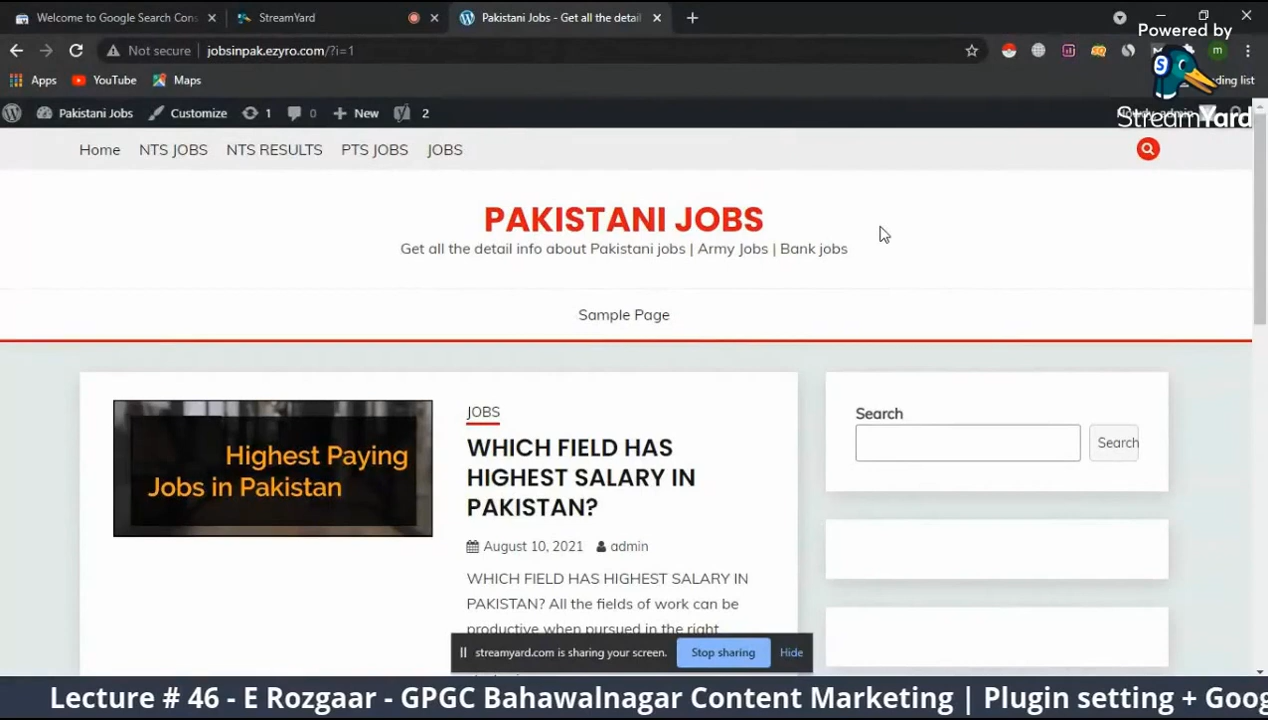 Welcome to Google Search Cons
StreamYard
Pakistani Jobs - Get all the detail
Powered by
Not secure
jobsinpak.ezyro.com/?i=1
m
Apps
YouTube
Maps
ding list
StreamYard
Pakistani Jobs
Customize
1
0
New
2
Howdy, admin
Home
NTS JOBS
NTS RESULTS
PTS JOBS
JOBS
PAKISTANI JOBS
Get all the detail info about Pakistani jobs | Army Jobs | Bank jobs
Sample Page
Highest Paying
Jobs in Pakistan
JOBS
WHICH FIELD HAS
HIGHEST SALARY IN
PAKISTAN?
August 10, 2021
admin
WHICH FIELD HAS HIGHEST SALARY IN
PAKISTAN? All the fields of work can be
productive when pursued in the right
Search
Search
streamyard.com is sharing your screen.
Stop sharing
Hide
Lecture # 46 - E Rozgaar - GPGC Bahawalnagar Content Marketing | Plugin setting + Goog